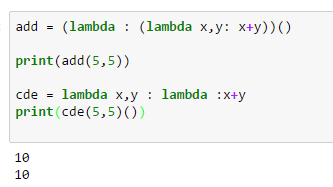 add = (lambda : (lambda x,y: x+y))()
print(add(5,5))
cde = lambda x,y : lambda :x+y
print(cde(5,5)())
10
10